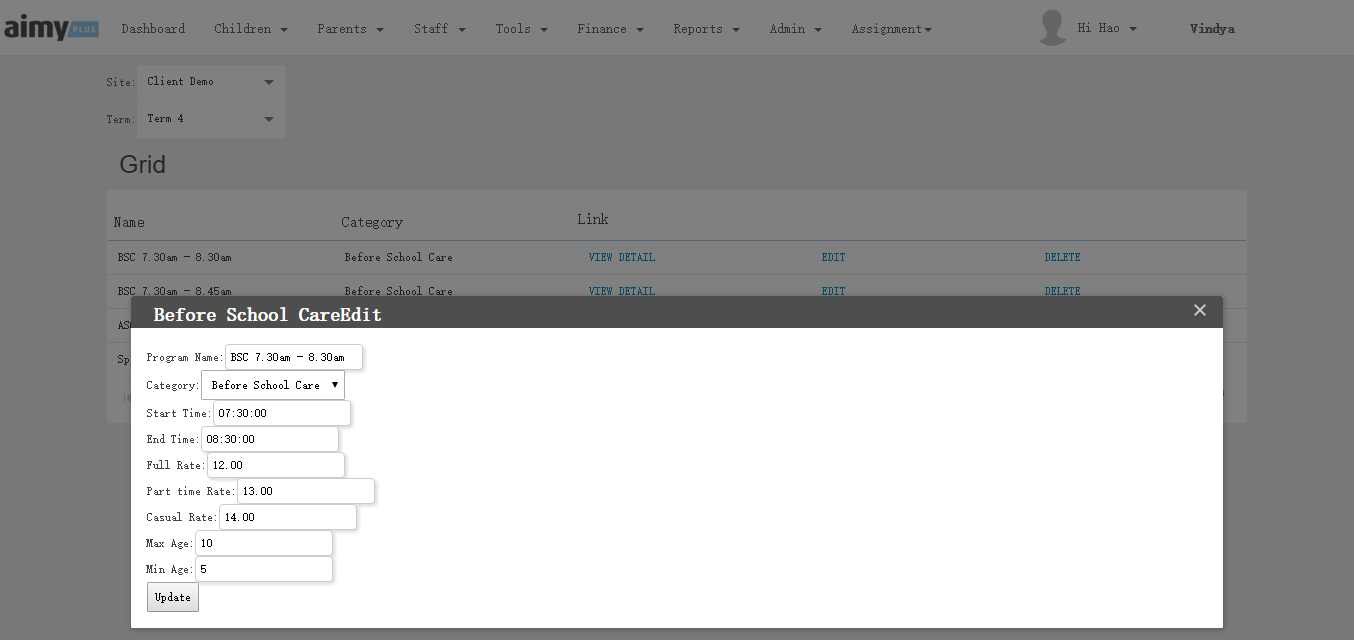 aimy PLUS Dashboard Children Parents Staff Tools Finance Reports Admin Assignment Hi Hao Vindya
Site: Client Demo
Term: Term 4
Grid
Name Category Link
BSC 7.30am - 8.30am Before School Care VIEW DETAIL EDIT DELETE
BSC 7.30am - 8.45am Before School Care VIEW DETAIL EDIT DELETE
Before School CareEdit
Program Name: BSC 7.30am - 8.30am
Category: Before School Care
Start Time: 07:30:00
End Time: 08:30:00
Full Rate: 12.00
Part time Rate: 13.00
Casual Rate: 14.00
Max Age: 10
Min Age: 5
Update